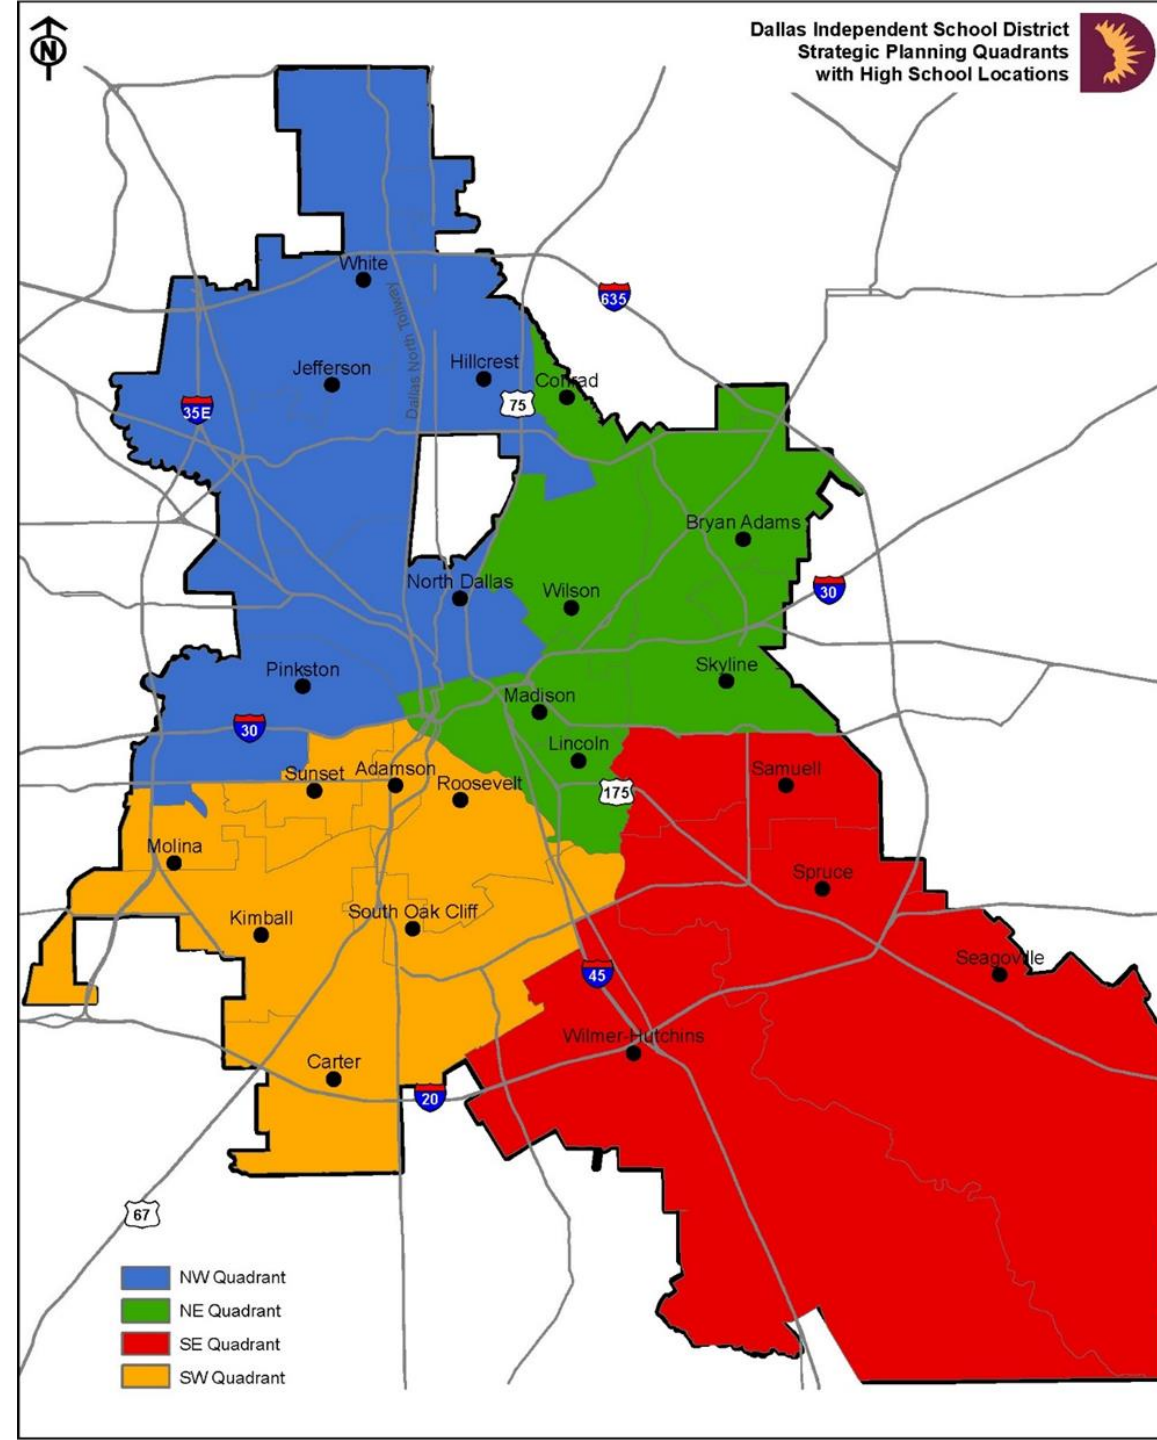 Dallas Independent School District
Strategic Planning Quadrants
with High School Locations
N
White
635
Dallas North Tollway
Jefferson
Hillcrest
Conrad
75
35E
Bryan Adams
North Dallas
Wilson
30
Pinkston
Skyline
Madison
30
Lincoln
Sunset
Adamson
Roosevelt
Samuell
175
Molina
Spruce
Kimball
South Oak Cliff
Seagoville
45
Wilmer-Hutchins
Carter
20
67
NW Quadrant
NE Quadrant
SE Quadrant
SW Quadrant